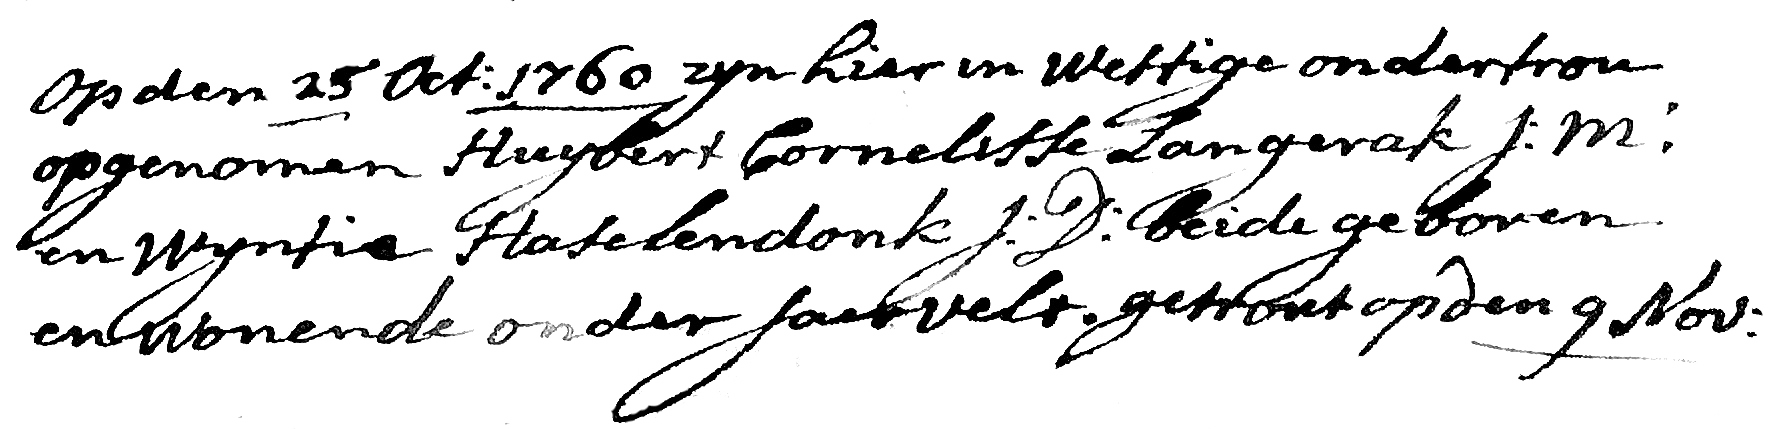 Op den 25 Oct: 1760 zyn hier in Wettige ondertrou
opgenomen Huybert Cornelisse Langerak J: M:
en Wyntie Haselendonk J: D: beide geboren
en wonende onder Jaervelt. getrout op den 9 Nov: